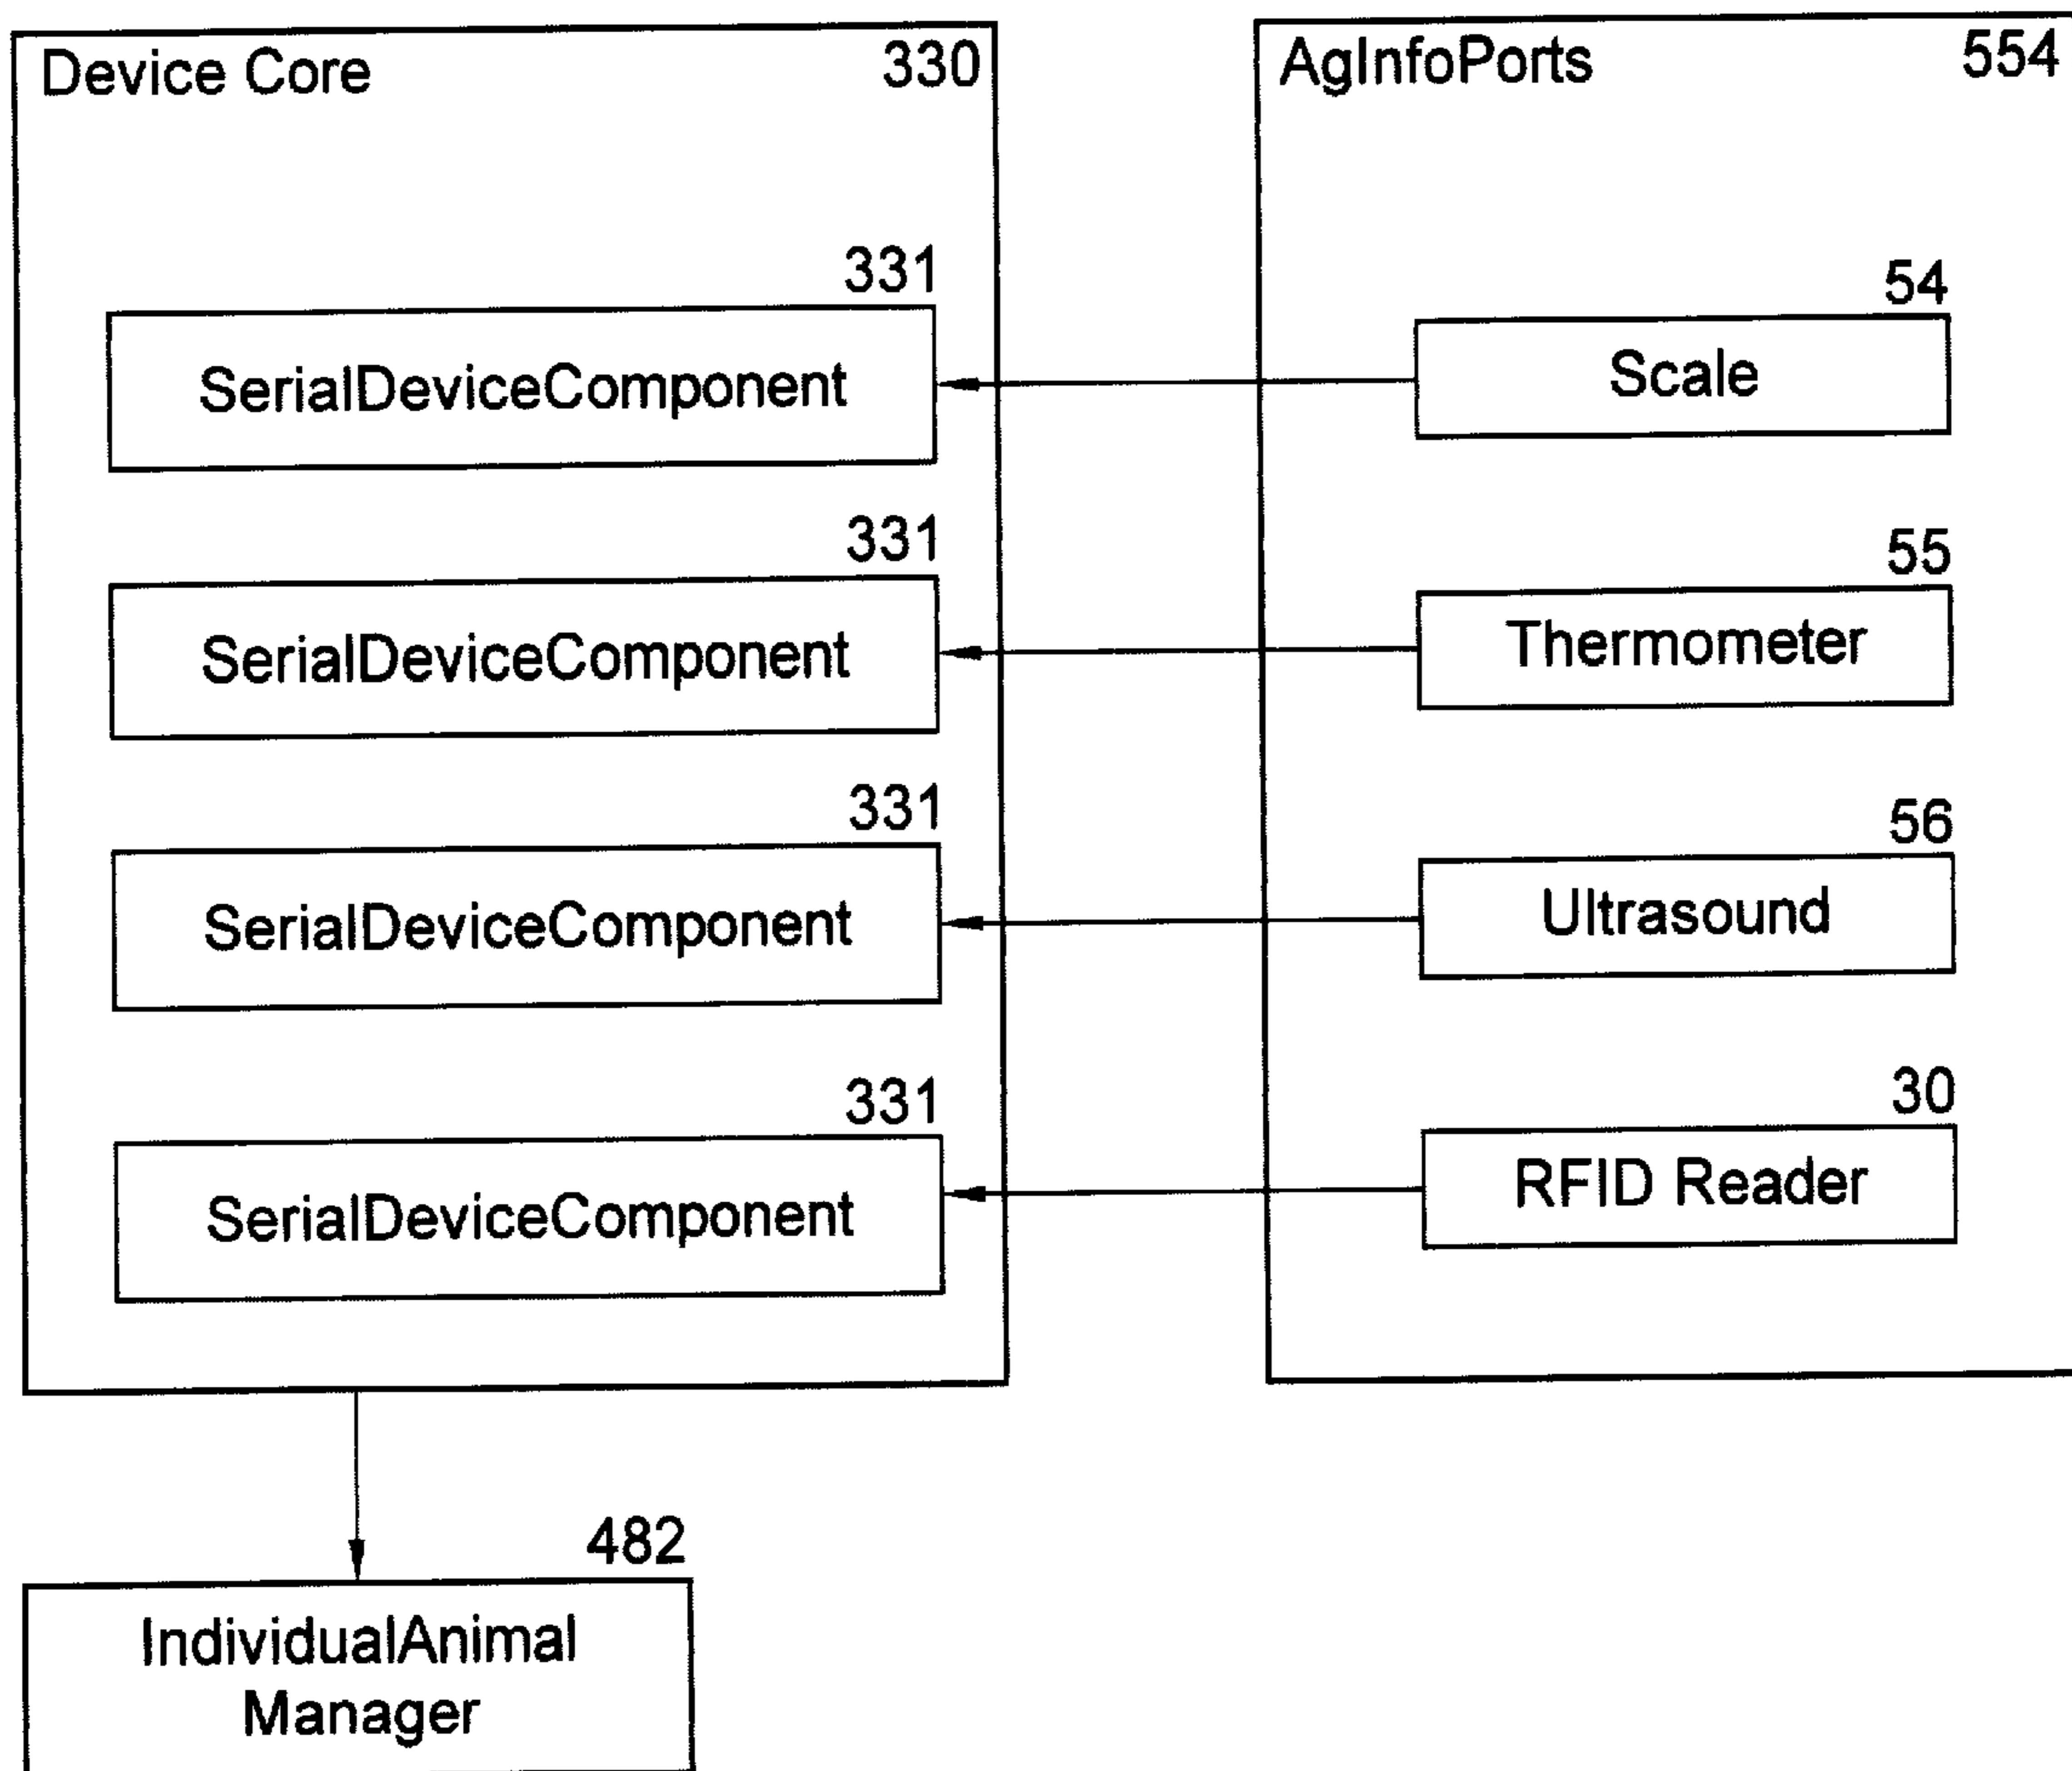 Device Core 330
AgInfoPorts 554
331
SerialDeviceComponent
54
Scale
331
SerialDeviceComponent
55
Thermometer
331
SerialDeviceComponent
56
Ultrasound
331
SerialDeviceComponent
30
RFID Reader
482
IndividualAnimal
Manager